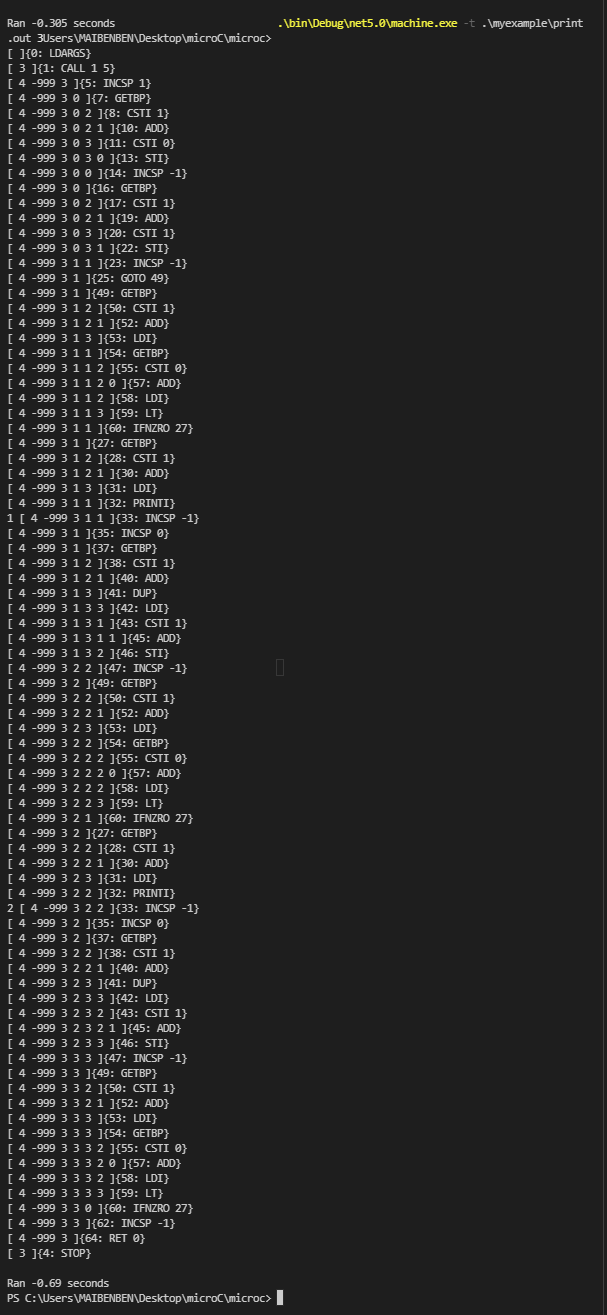 Ran -0.305 seconds .\bin\Debug\net5.0\machine.exe -t .\myexample\print
.out 3Users\MAIBENBEN\Desktop\microC\microc>
[ ]{0: LDARGS}
[ 3 ]{1: CALL 1 5}
[ 4 -999 3 ]{5: INCSP 1}
[ 4 -999 3 0 ]{7: GETBP}
[ 4 -999 3 0 2 ]{8: CSTI 1}
[ 4 -999 3 0 2 1 ]{10: ADD}
[ 4 -999 3 0 3 ]{11: CSTI 0}
[ 4 -999 3 0 3 0 ]{13: STI}
[ 4 -999 3 0 0 ]{14: INCSP -1}
[ 4 -999 3 0 ]{16: GETBP}
[ 4 -999 3 0 2 ]{17: CSTI 1}
[ 4 -999 3 0 2 1 ]{19: ADD}
[ 4 -999 3 0 3 ]{20: CSTI 1}
[ 4 -999 3 0 3 1 ]{22: STI}
[ 4 -999 3 1 1 ]{23: INCSP -1}
[ 4 -999 3 1 ]{25: GOTO 49}
[ 4 -999 3 1 ]{49: GETBP}
[ 4 -999 3 1 2 ]{50: CSTI 1}
[ 4 -999 3 1 2 1 ]{52: ADD}
[ 4 -999 3 1 3 ]{53: LDI}
[ 4 -999 3 1 1 ]{54: GETBP}
[ 4 -999 3 1 1 2 ]{55: CSTI 0}
[ 4 -999 3 1 1 2 0 ]{57: ADD}
[ 4 -999 3 1 1 2 ]{58: LDI}
[ 4 -999 3 1 1 3 ]{59: LT}
[ 4 -999 3 1 1 ]{60: IFNZRO 27}
[ 4 -999 3 1 ]{27: GETBP}
[ 4 -999 3 1 2 ]{28: CSTI 1}
[ 4 -999 3 1 2 1 ]{30: ADD}
[ 4 -999 3 1 3 ]{31: LDI}
[ 4 -999 3 1 1 ]{32: PRINTI}
1 [ 4 -999 3 1 1 ]{33: INCSP -1}
[ 4 -999 3 1 ]{35: INCSP 0}
[ 4 -999 3 1 ]{37: GETBP}
[ 4 -999 3 1 2 ]{38: CSTI 1}
[ 4 -999 3 1 2 1 ]{40: ADD}
[ 4 -999 3 1 3 ]{41: DUP}
[ 4 -999 3 1 3 3 ]{42: LDI}
[ 4 -999 3 1 3 1 ]{43: CSTI 1}
[ 4 -999 3 1 3 1 1 ]{45: ADD}
[ 4 -999 3 1 3 2 ]{46: STI}
[ 4 -999 3 2 2 ]{47: INCSP -1}
[ 4 -999 3 2 ]{49: GETBP}
[ 4 -999 3 2 2 ]{50: CSTI 1}
[ 4 -999 3 2 2 1 ]{52: ADD}
[ 4 -999 3 2 3 ]{53: LDI}
[ 4 -999 3 2 2 ]{54: GETBP}
[ 4 -999 3 2 2 2 ]{55: CSTI 0}
[ 4 -999 3 2 2 2 0 ]{57: ADD}
[ 4 -999 3 2 2 2 ]{58: LDI}
[ 4 -999 3 2 2 3 ]{59: LT}
[ 4 -999 3 2 1 ]{60: IFNZRO 27}
[ 4 -999 3 2 ]{27: GETBP}
[ 4 -999 3 2 2 ]{28: CSTI 1}
[ 4 -999 3 2 2 1 ]{30: ADD}
[ 4 -999 3 2 3 ]{31: LDI}
[ 4 -999 3 2 2 ]{32: PRINTI}
2 [ 4 -999 3 2 2 ]{33: INCSP -1}
[ 4 -999 3 2 ]{35: INCSP 0}
[ 4 -999 3 2 ]{37: GETBP}
[ 4 -999 3 2 2 ]{38: CSTI 1}
[ 4 -999 3 2 2 1 ]{40: ADD}
[ 4 -999 3 2 3 ]{41: DUP}
[ 4 -999 3 2 3 3 ]{42: LDI}
[ 4 -999 3 2 3 2 ]{43: CSTI 1}
[ 4 -999 3 2 3 2 1 ]{45: ADD}
[ 4 -999 3 2 3 3 ]{46: STI}
[ 4 -999 3 3 3 ]{47: INCSP -1}
[ 4 -999 3 3 ]{49: GETBP}
[ 4 -999 3 3 2 ]{50: CSTI 1}
[ 4 -999 3 3 2 1 ]{52: ADD}
[ 4 -999 3 3 3 ]{53: LDI}
[ 4 -999 3 3 3 ]{54: GETBP}
[ 4 -999 3 3 3 2 ]{55: CSTI 0}
[ 4 -999 3 3 3 2 0 ]{57: ADD}
[ 4 -999 3 3 3 2 ]{58: LDI}
[ 4 -999 3 3 3 3 ]{59: LT}
[ 4 -999 3 3 0 ]{60: IFNZRO 27}
[ 4 -999 3 3 ]{62: INCSP -1}
[ 4 -999 3 ]{64: RET 0}
[ 3 ]{4: STOP}
Ran -0.69 seconds
PS C:\Users\MAIBENBEN\Desktop\microC\microc>